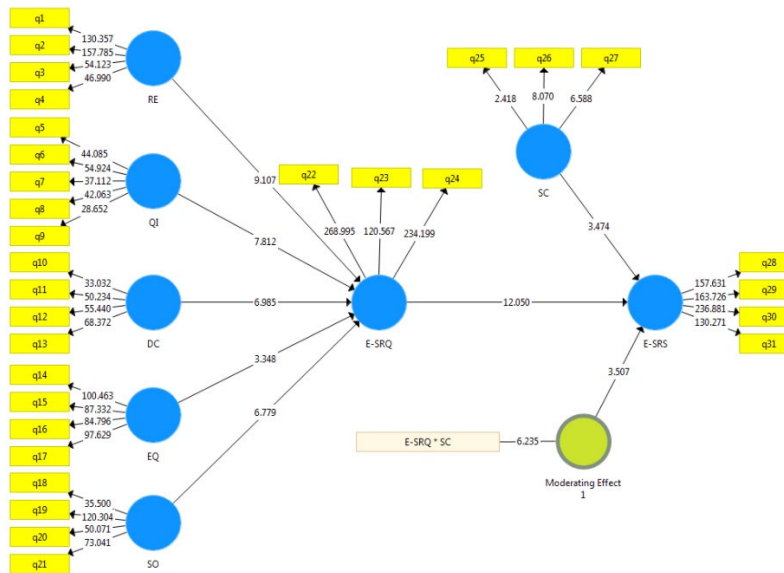 q1
q2
q3
q4
130.357
157.785
54.123
46.990
RE
q5
q6
q7
q8
q9
44.085
54.924
37.112
42.063
28.652
QI
q10
q11
q12
q13
33.032
50.234
55.440
68.372
DC
q14
q15
q16
q17
100.463
87.332
84.796
97.629
EQ
q18
q19
q20
q21
35.500
120.304
50.071
73.041
SO
9.107
7.812
6.985
3.348
6.779
q22
q23
q24
268.995
120.567
234.199
E-SRQ
12.050
q25
q26
q27
2.418
8.070
6.588
SC
3.474
q28
q29
q30
q31
157.631
163.726
236.881
130.271
E-SRS
3.507
E-SRQ * SC
6.235
Moderating Effect
1